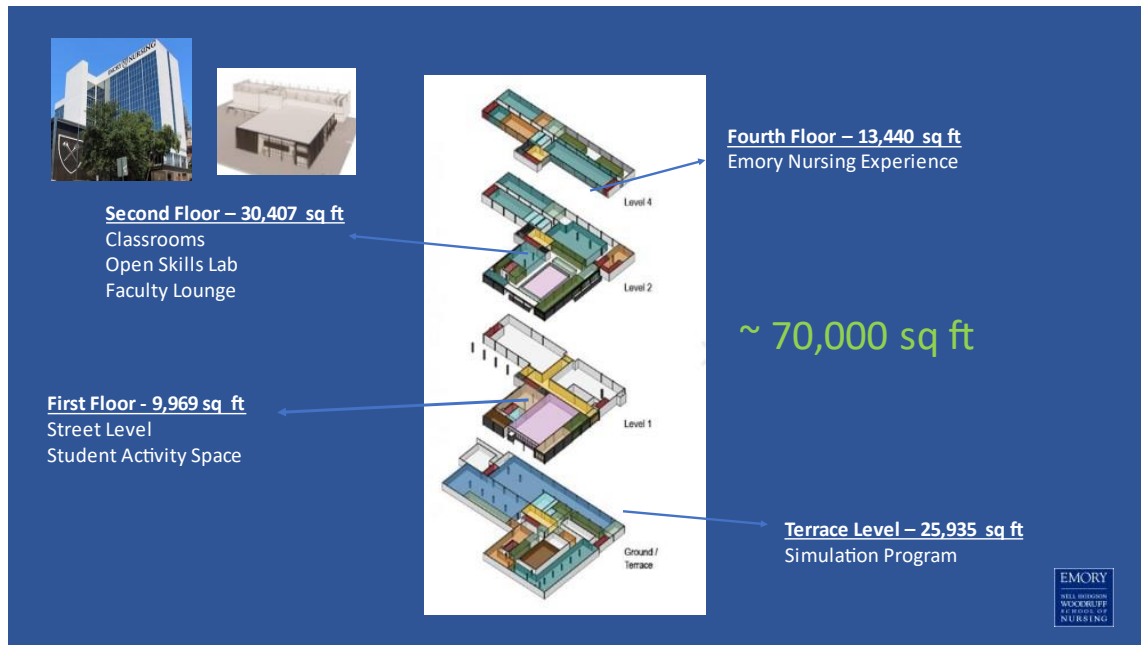 EMORY NURSING
Fourth Floor – 13,440 sq ft
Emory Nursing Experience
Level 4
Second Floor – 30,407 sq ft
Classrooms
Open Skills Lab
Faculty Lounge
Level 2
~ 70,000 sq ft
First Floor - 9,969 sq ft
Street Level
Student Activity Space
Level 1
Terrace Level – 25,935 sq ft
Simulation Program
Ground /
Terrace
EMORY
NELL HODGSON
WOODRUFF
SCHOOL OF
NURSING